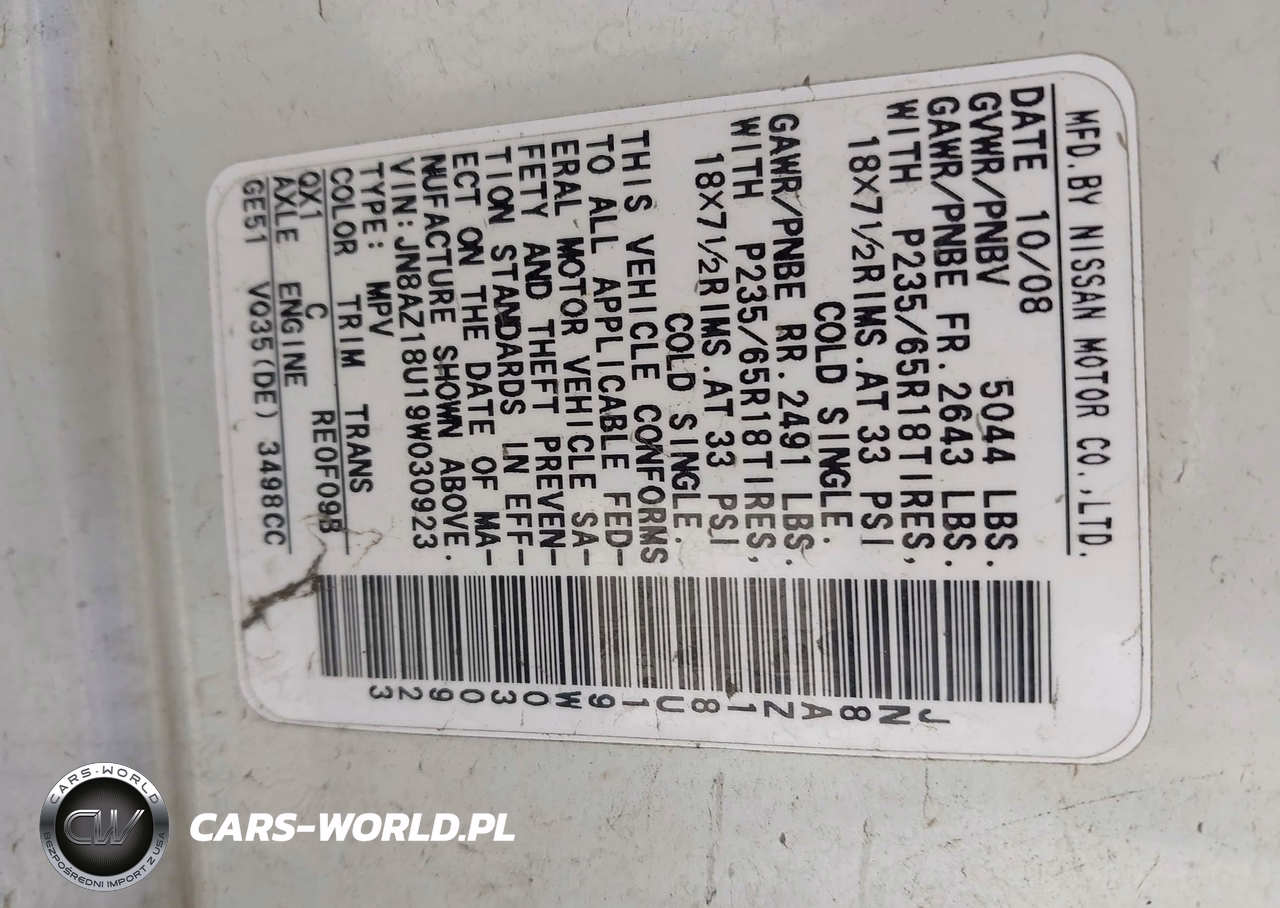 MFD.BY NISSAN MOTOR CO.,LTD.
DATE 10/08
GVWR/PNBV 5044 LBS.
GAWR/PNBE FR.2643 LBS.
WITH P235/65R18TIRES,
18X7½RIMS.AT 33 PSI
COLD SINGLE.
GAWR/PNBE RR.2491 LBS.
WITH P235/65R18TIRES,
18X7½RIMS.AT 33 PSI
COLD SINGLE.
THIS VEHICLE CONFORMS
TO ALL APPLICABLE FED-
ERAL MOTOR VEHICLE SA-
FETY AND THEFT PREVEN-
TION STANDARDS IN EFF-
ECT ON THE DATE OF MA-
NUFACTURE SHOWN ABOVE.
VIN:JN8AZ18U19W030923
TYPE: MPV
COLOR TRIM TRANS
QX1 C REOF09B
AXLE ENGINE
GE51 VQ35(DE) 3498CC
JN8AZ18U19W030923
CARS-WORLD
CW
BEZPOŚREDNI IMPORT Z USA
CARS-WORLD.PL